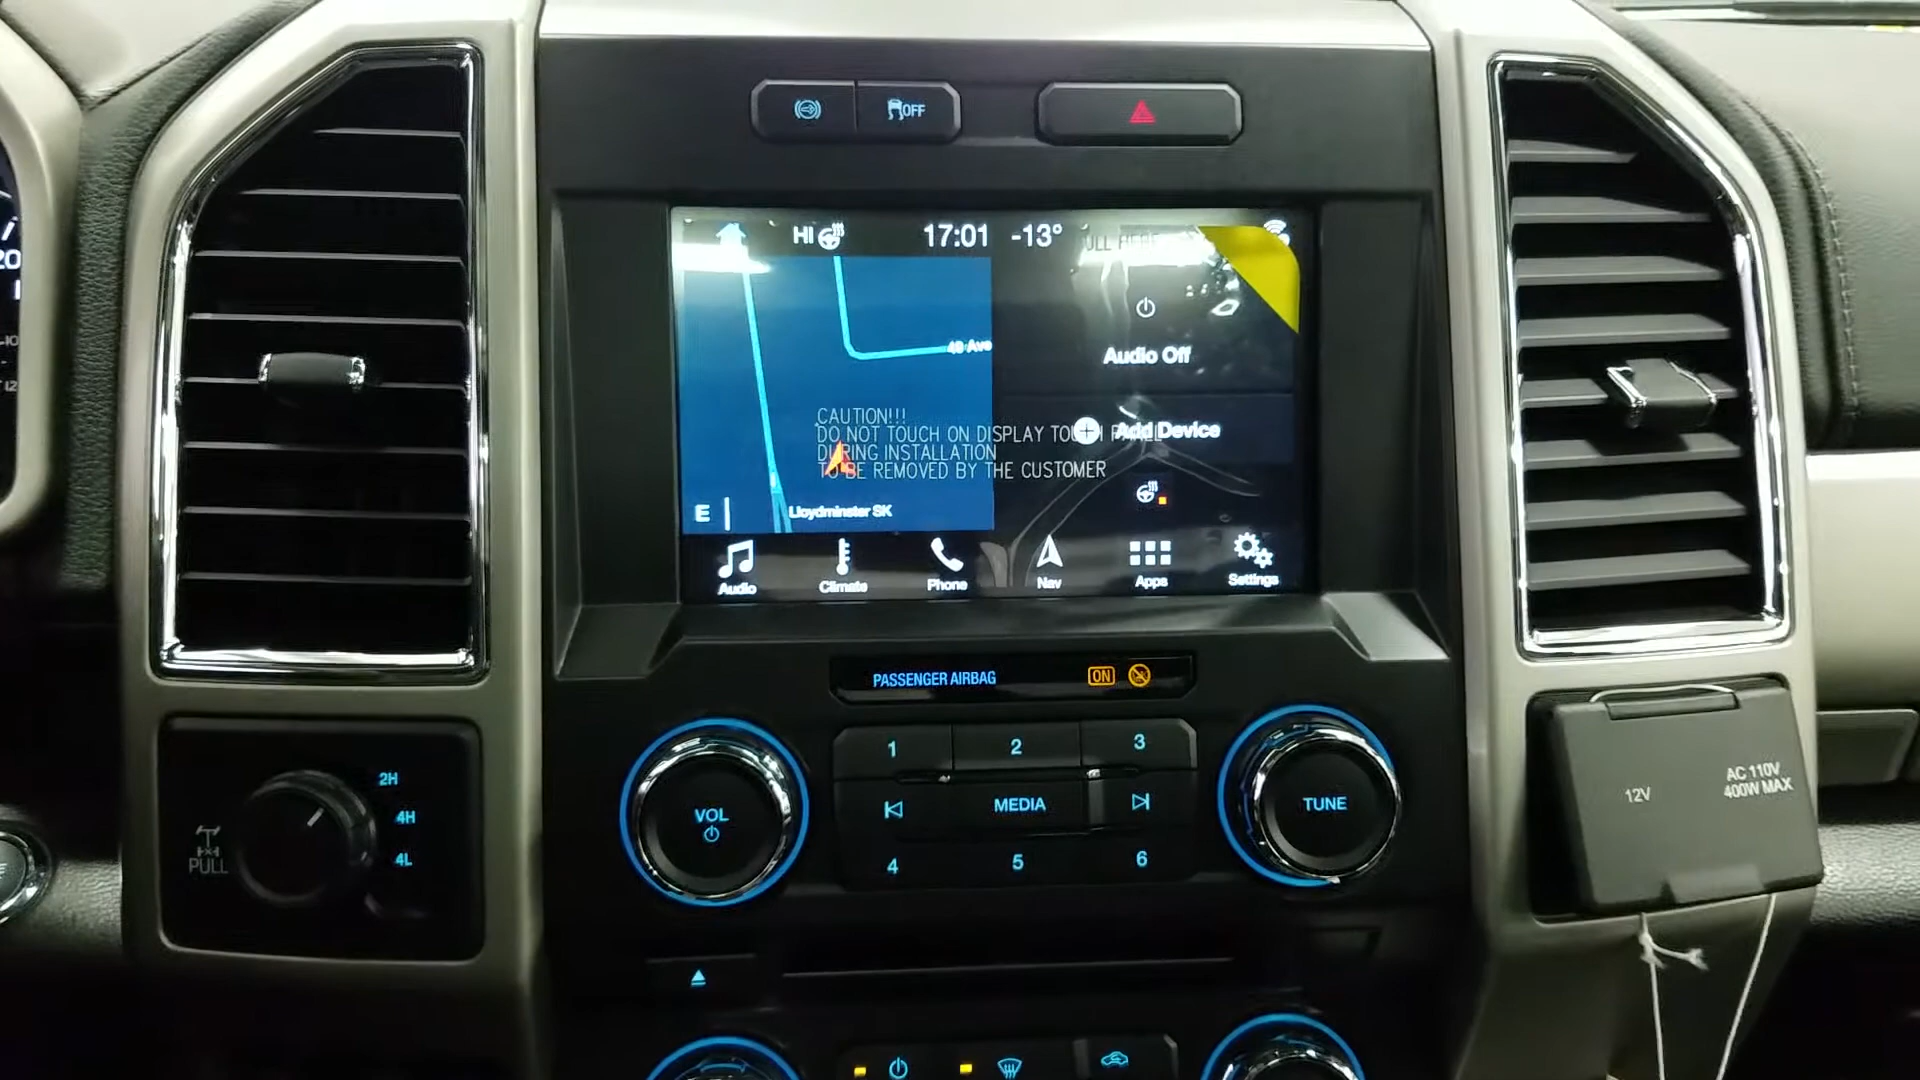 OFF
HI
17:01
-13°
Audio Off
CAUTION!!!
DO NOT TOUCH ON DISPLAY TOUCH PANEL
DURING INSTALLATION
TO BE REMOVED BY THE CUSTOMER
Add Device
E
Lloydminster SK
Audio
Climate
Phone
Nav
Apps
Settings
PASSENGER AIRBAG
ON
1
2
3
VOL
MEDIA
TUNE
4
5
6
2H
4H
4L
PULL
12V
AC 110V
400W MAX